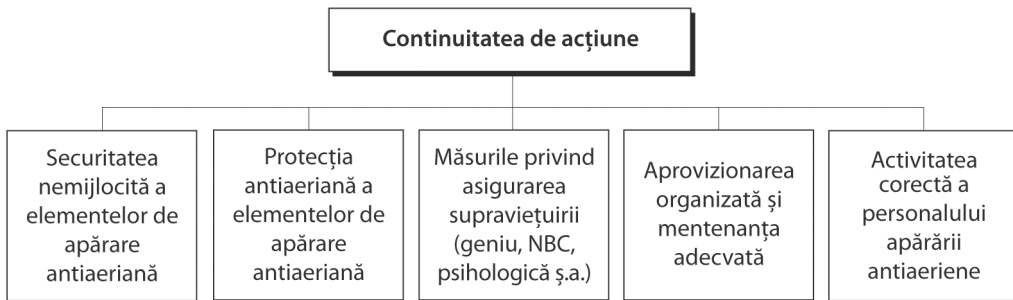 Continuitatea de acțiune
Securitatea
nemijlocită a
elementelor de
apărare
antiaeriană
Protecția
antiaeriană a
elementelor de
apărare
antiaeriană
Măsurile privind
asigurarea
supraviețuirii
(geniu, NBC,
psihologică ș.a.)
Aprovizionarea
organizată și
mentenanța
adecvată
Activitatea
corectă a
personalului
apărării
antiaeriene